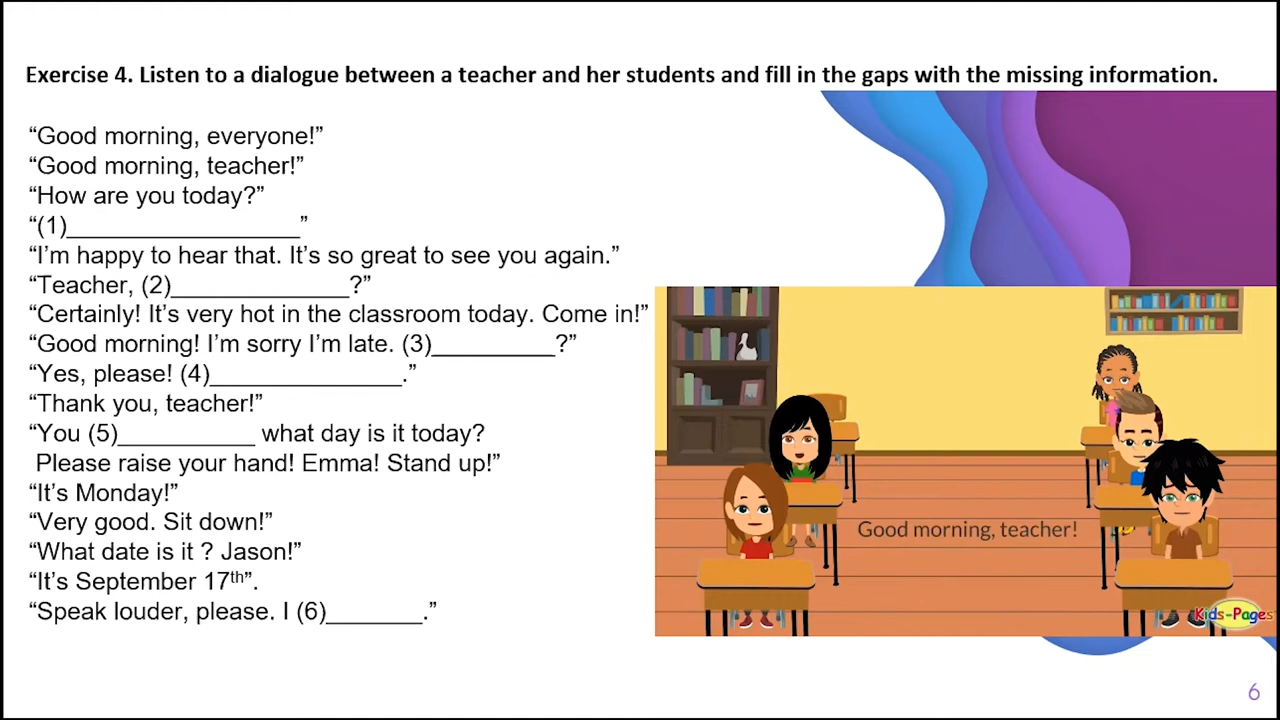 Exercise 4. Listen to a dialogue between a teacher and her students and fill in the gaps with the missing information.
“Good morning, everyone!”
“Good morning, teacher!”
“How are you today?”
“(1)_________________”
“I’m happy to hear that. It’s so great to see you again.”
“Teacher, (2)_____________?”
“Certainly! It’s very hot in the classroom today. Come in!”
“Good morning! I’m sorry I’m late. (3)_________?”
“Yes, please! (4)______________.”
“Thank you, teacher!”
“You (5)__________ what day is it today?
Please raise your hand! Emma! Stand up!”
“It’s Monday!”
“Very good. Sit down!”
“What date is it ? Jason!”
“It’s September 17th”.
“Speak louder, please. I (6)_______.”
Good morning, teacher!
Kids-Pages
6